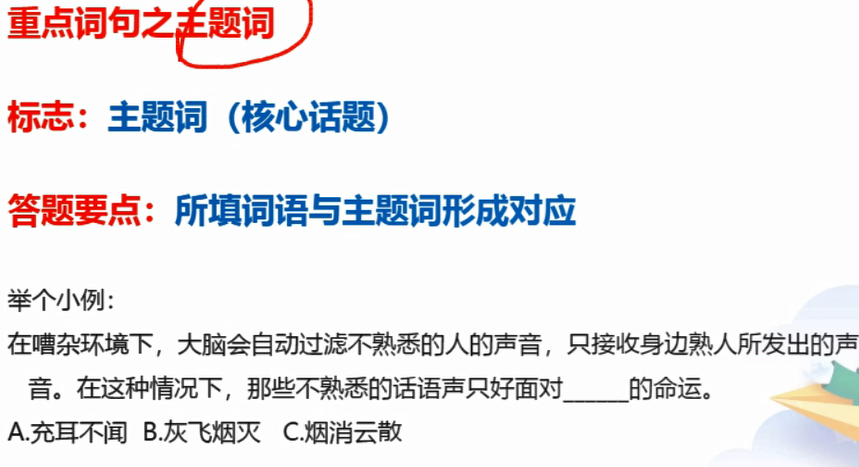 重点词句之主题词
标志：主题词（核心话题）
答题要点：所填词语与主题词形成对应
举个小例：
在嘈杂环境下，大脑会自动过滤不熟悉的人的声音，只接收身边熟人所发出的声
音。在这种情况下，那些不熟悉的话语声只好面对______的命运。
A.充耳不闻 B.灰飞烟灭 C.烟消云散